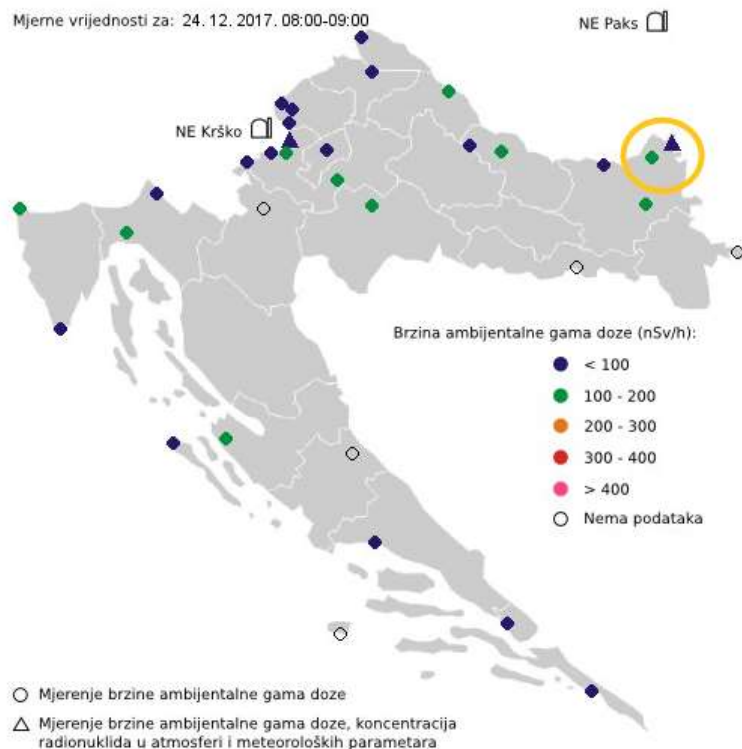 Mjerne vrijednosti za: 24. 12. 2017. 08:00-09:00
NE Paks
NE Krško
Brzina ambijentalne gama doze (nSv/h):
< 100
100 - 200
200 - 300
300 - 400
> 400
Nema podataka
Mjerenje brzine ambijentalne gama doze
Mjerenje brzine ambijentalne gama doze, koncentracija
radionuklida u atmosferi i meteoroloških parametara